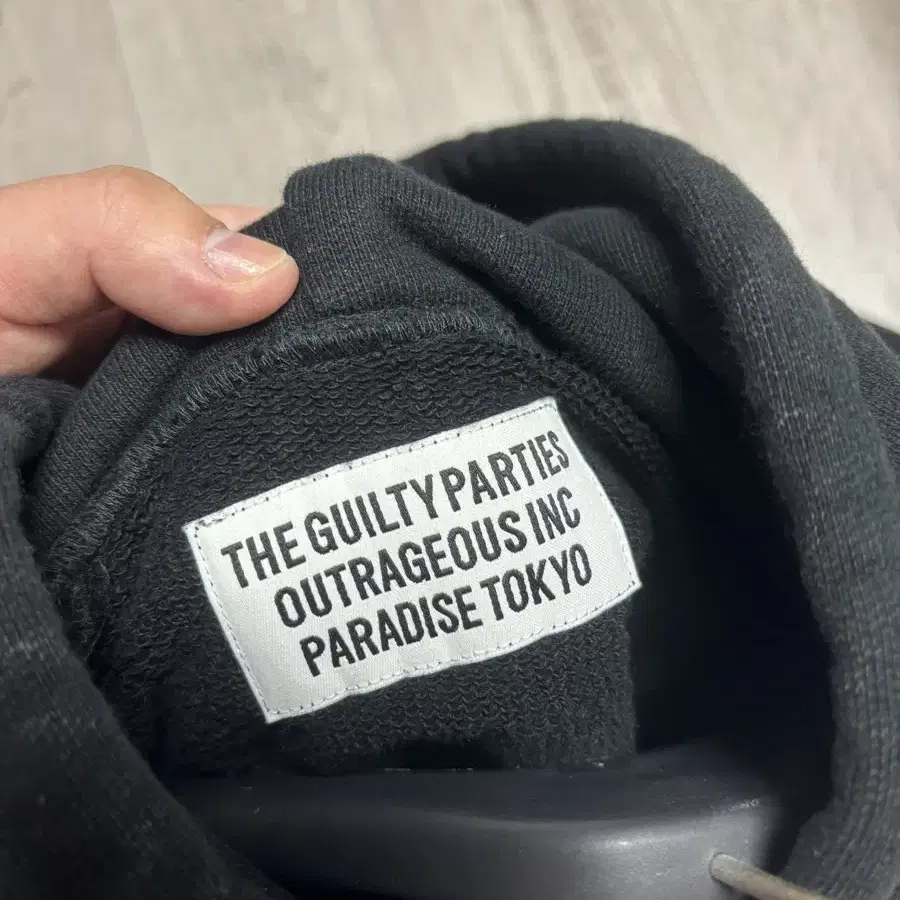 THE GUILTY PARTIES
OUTRAGEOUS INC
PARADISE TOKYO